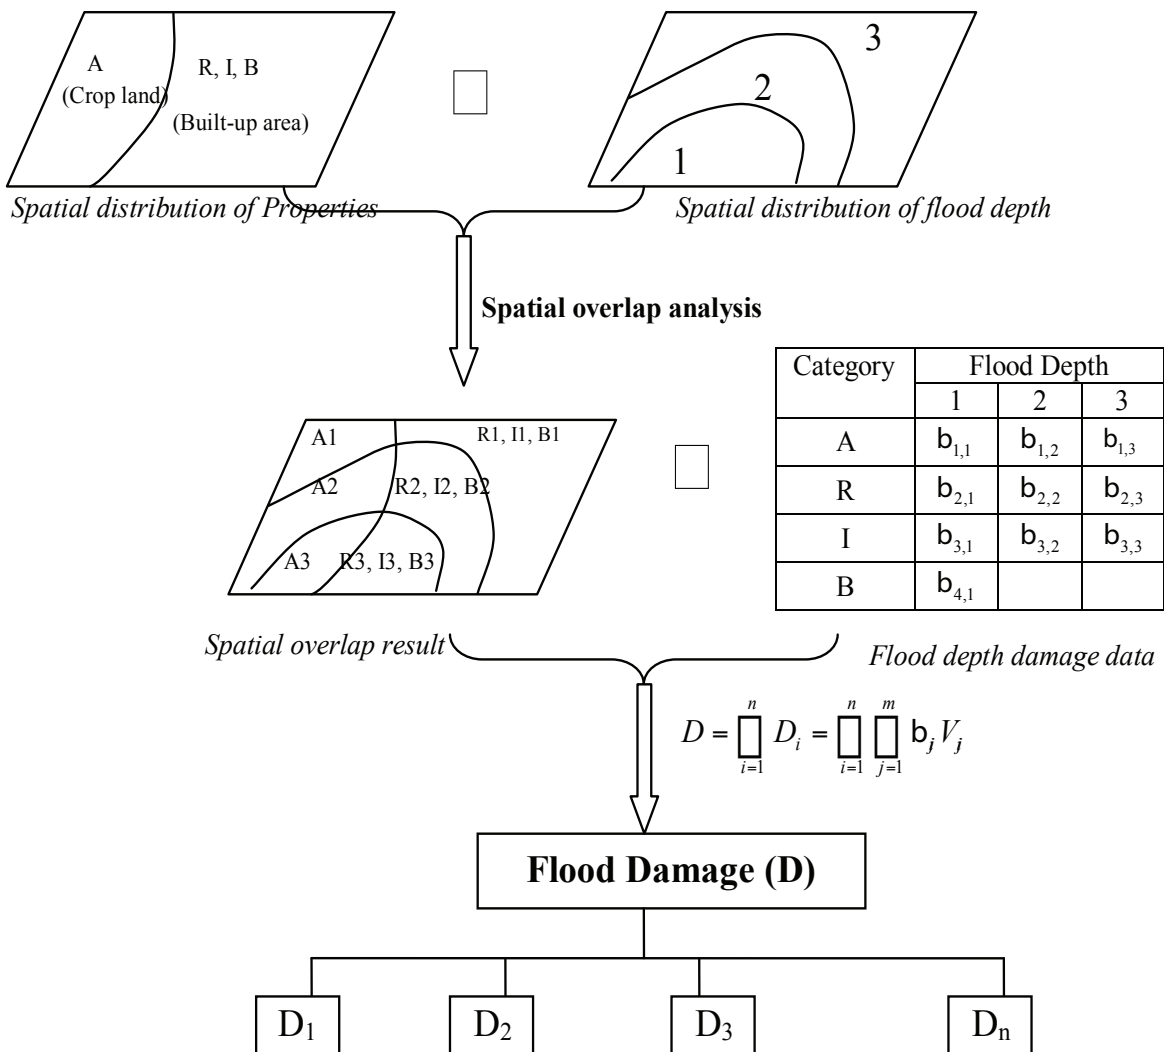 A
(Crop land)
R, I, B
(Built-up area)
3
2
1
Spatial distribution of Properties
Spatial distribution of flood depth
Spatial overlap analysis
A1
R1, I1, B1
A2
R2, I2, B2
A3
R3, I3, B3
Category Flood Depth
1 2 3
A b1,1 b1,2 b1,3
R b2,1 b2,2 b2,3
I b3,1 b3,2 b3,3
B b4,1
Spatial overlap result
Flood depth damage data
D = □ i=1 n Di = □ i=1 n □ j=1 m bj Vj
Flood Damage (D)
D1 D2 D3 Dn